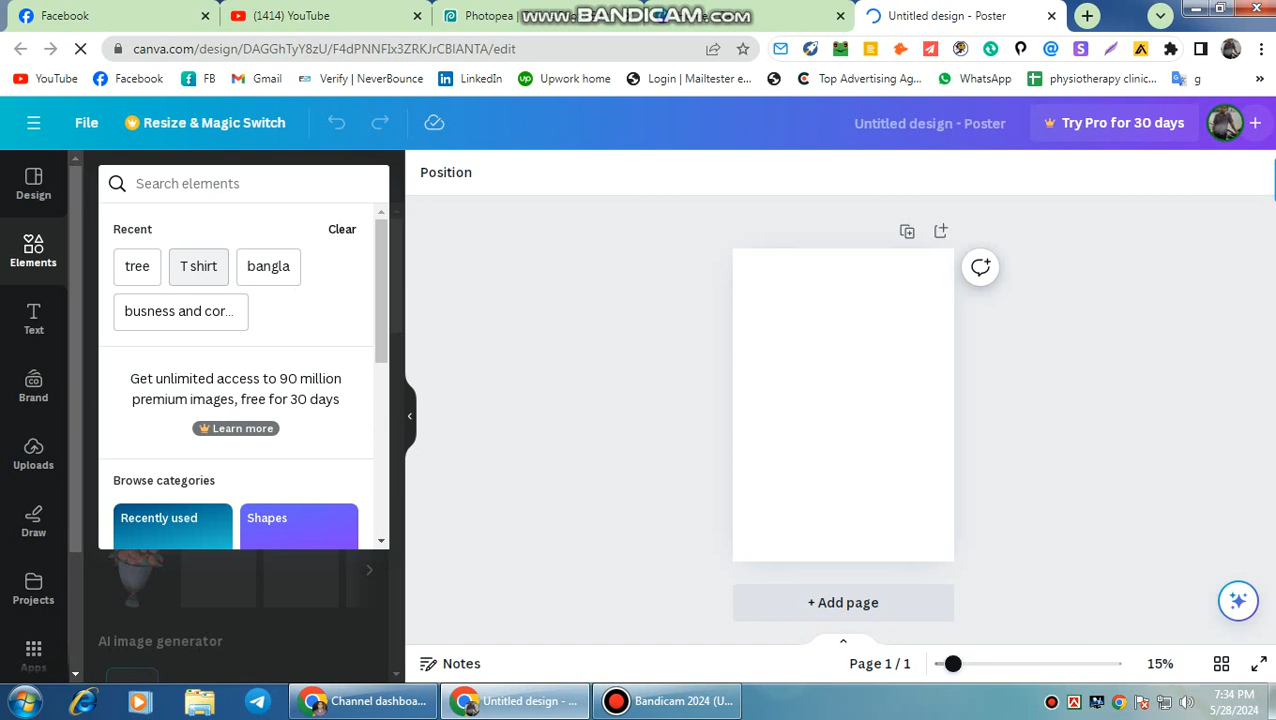 Facebook
(1414) YouTube
Photopea
www.BANDICAM.com
Untitled design - Poster
canva.com/design/DAGGhTyY8zU/F4dPNNFIx3ZRKJrCBIANTA/edit
YouTube
Facebook
FB
Gmail
Verify | NeverBounce
LinkedIn
Upwork home
Login | Mailtester e...
Top Advertising Ag...
WhatsApp
physiotherapy clinic...
g
»
File
Resize & Magic Switch
Untitled design - Poster
Try Pro for 30 days
Design
Elements
Text
Brand
Uploads
Draw
Projects
Apps
Search elements
Recent
Clear
tree
T shirt
bangla
busness and cor...
Get unlimited access to 90 million
premium images, free for 30 days
Learn more
Browse categories
Recently used
Shapes
AI image generator
Position
+ Add page
Notes
Page 1 / 1
15%
Channel dashboa...
Untitled design - ...
Bandicam 2024 (U...
7:34 PM
5/28/2024